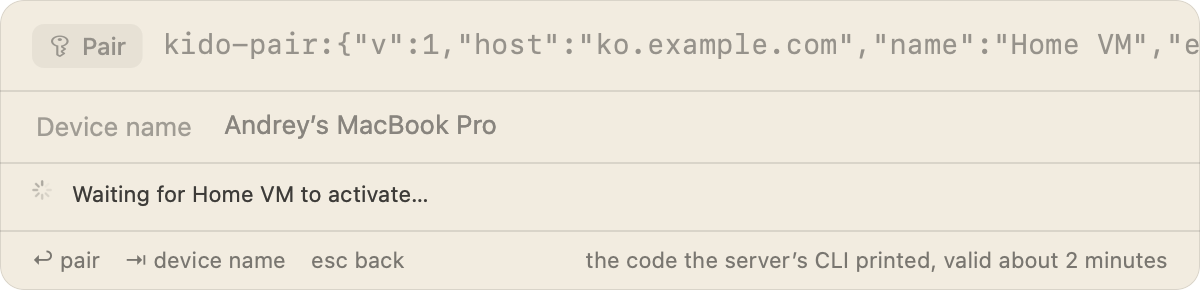 Pair kido-pair:{"v":1,"host":"ko.example.com","name":"Home VM","e
Device name Andrey’s MacBook Pro
Waiting for Home VM to activate...
↩ pair ⇥ device name esc back the code the server’s CLI printed, valid about 2 minutes